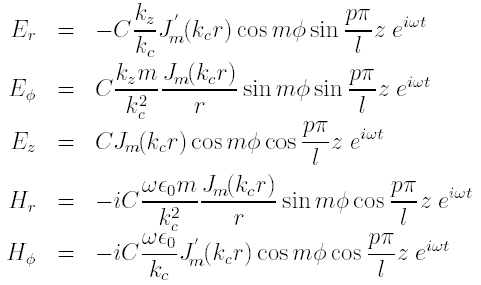 $E_r = -C \frac{k_z}{k_c} J_m^{'}(k_c r) \cos m\phi \sin \frac{p\pi}{l} z \; e^{i\omega t}$
$E_\phi = C \frac{k_z m}{k_c^2} \frac{J_m(k_c r)}{r} \sin m\phi \sin \frac{p\pi}{l} z \; e^{i\omega t}$
$E_z = C J_m(k_c r) \cos m\phi \cos \frac{p\pi}{l} z \; e^{i\omega t}$
$H_r = -iC \frac{\omega \epsilon_0 m}{k_c^2} \frac{J_m(k_c r)}{r} \sin m\phi \cos \frac{p\pi}{l} z \; e^{i\omega t}$
$H_\phi = -iC \frac{\omega \epsilon_0}{k_c} J_m^{'}(k_c r) \cos m\phi \cos \frac{p\pi}{l} z \; e^{i\omega t}$